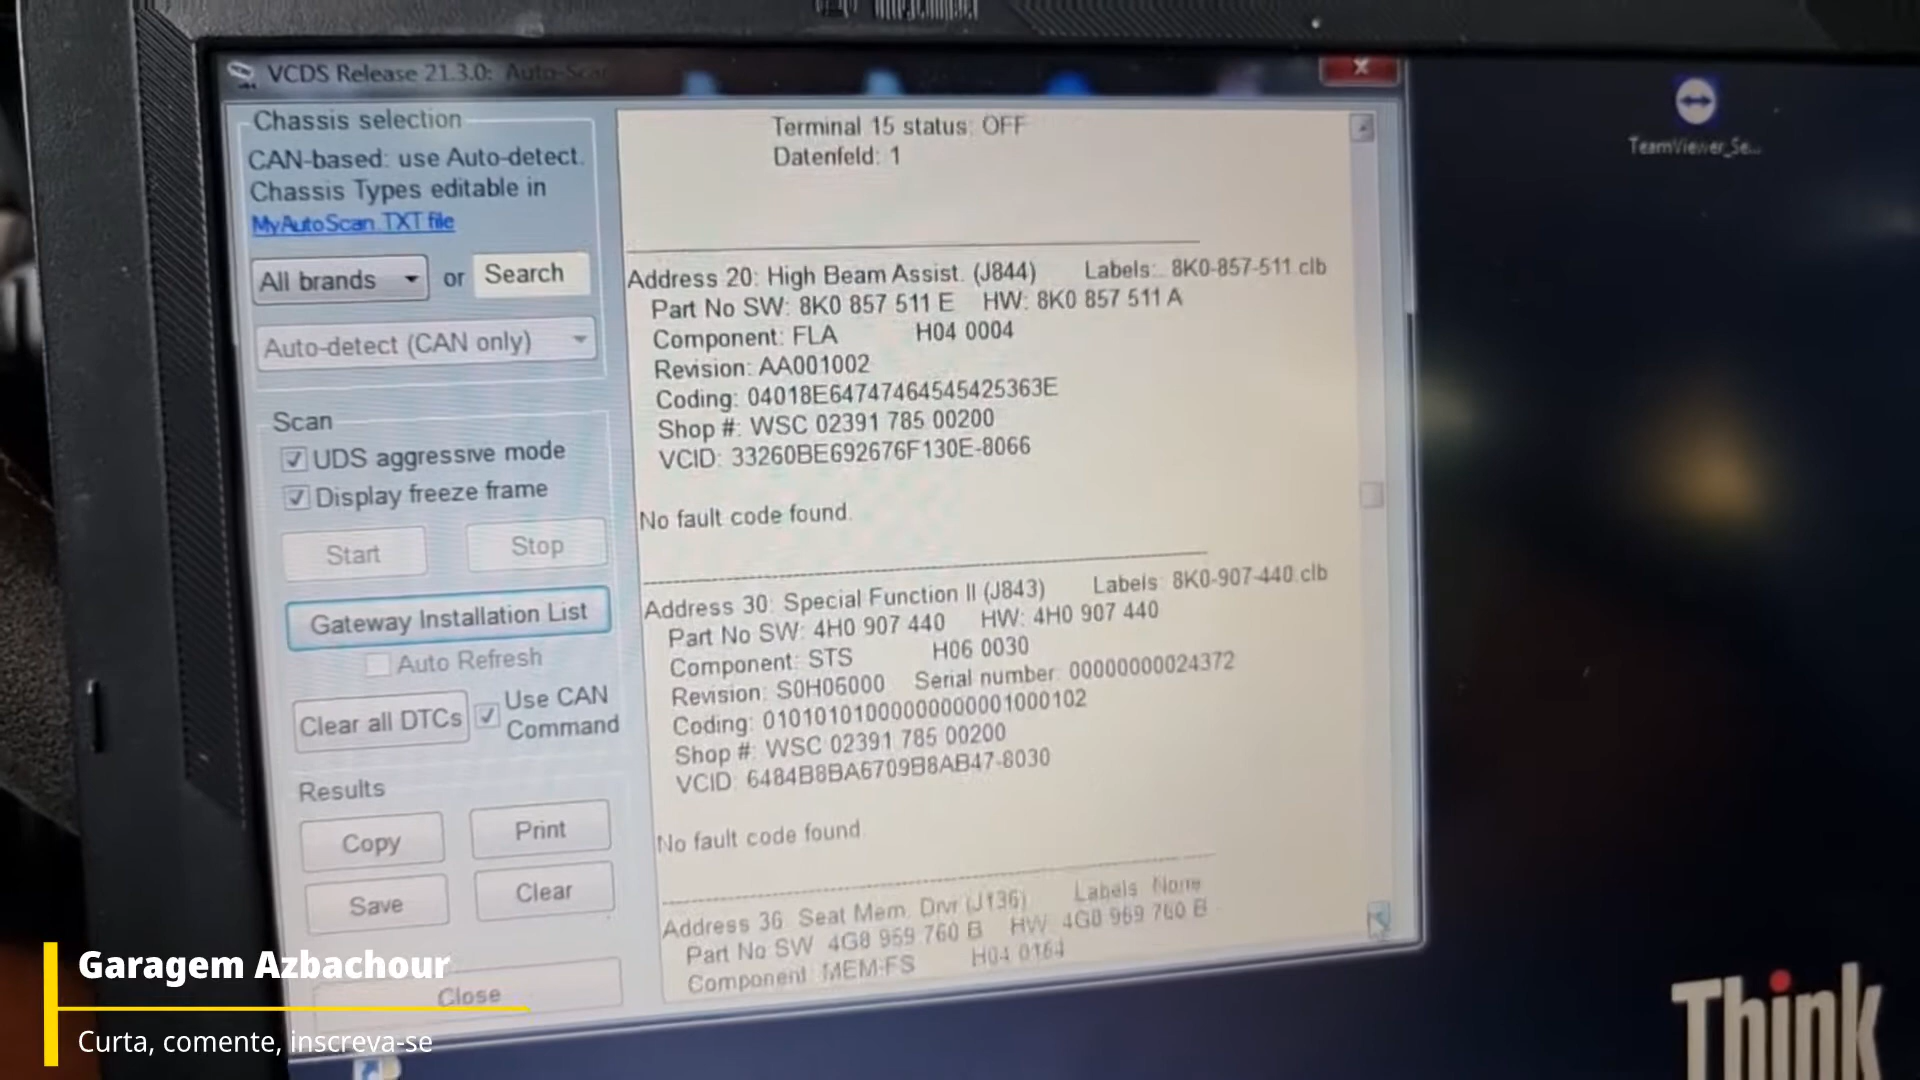 VCDS Release 21.3.0: Auto-Scan
Chassis selection
CAN-based: use Auto-detect.
Chassis Types editable in
MyAutoScan.TXT file
All brands or Search
Auto-detect (CAN only)
Scan
UDS aggressive mode
Display freeze frame
Start Stop
Gateway Installation List
Auto Refresh
Clear all DTCs Use CAN
Command
Results
Copy Print
Save Clear
Close
Terminal 15 status: OFF
Datenfeld: 1
Address 20: High Beam Assist. (J844) Labels: 8K0-857-511.clb
Part No SW: 8K0 857 511 E HW: 8K0 857 511 A
Component: FLA H04 0004
Revision: AA001002
Coding: 04018E64747464545425363E
Shop #: WSC 02391 785 00200
VCID: 33260BE692676F130E-8066
No fault code found.
Address 30: Special Function II (J843) Labels: 8K0-907-440.clb
Part No SW: 4H0 907 440 HW: 4H0 907 440
Component: STS H06 0030
Revision: S0H06000 Serial number: 00000000024372
Shop #: WSC 02391 785 00200
VCID: 6484B8BA6709B8AB47-8030
No fault code found.
Address 36: Seat Mem. Drvr (J136) Labels: None
Part No SW: 4G8 959 760 B HW: 4G8 959 760 B
Component: MEM-FS H04 0164
TeamViewer_Se...
Think
Garagem Azbachour
Curta, comente, inscreva-se